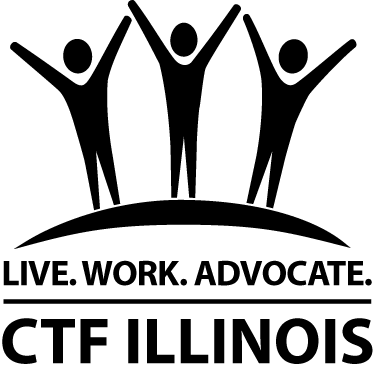 LIVE. WORK. ADVOCATE.
CTF ILLINOIS